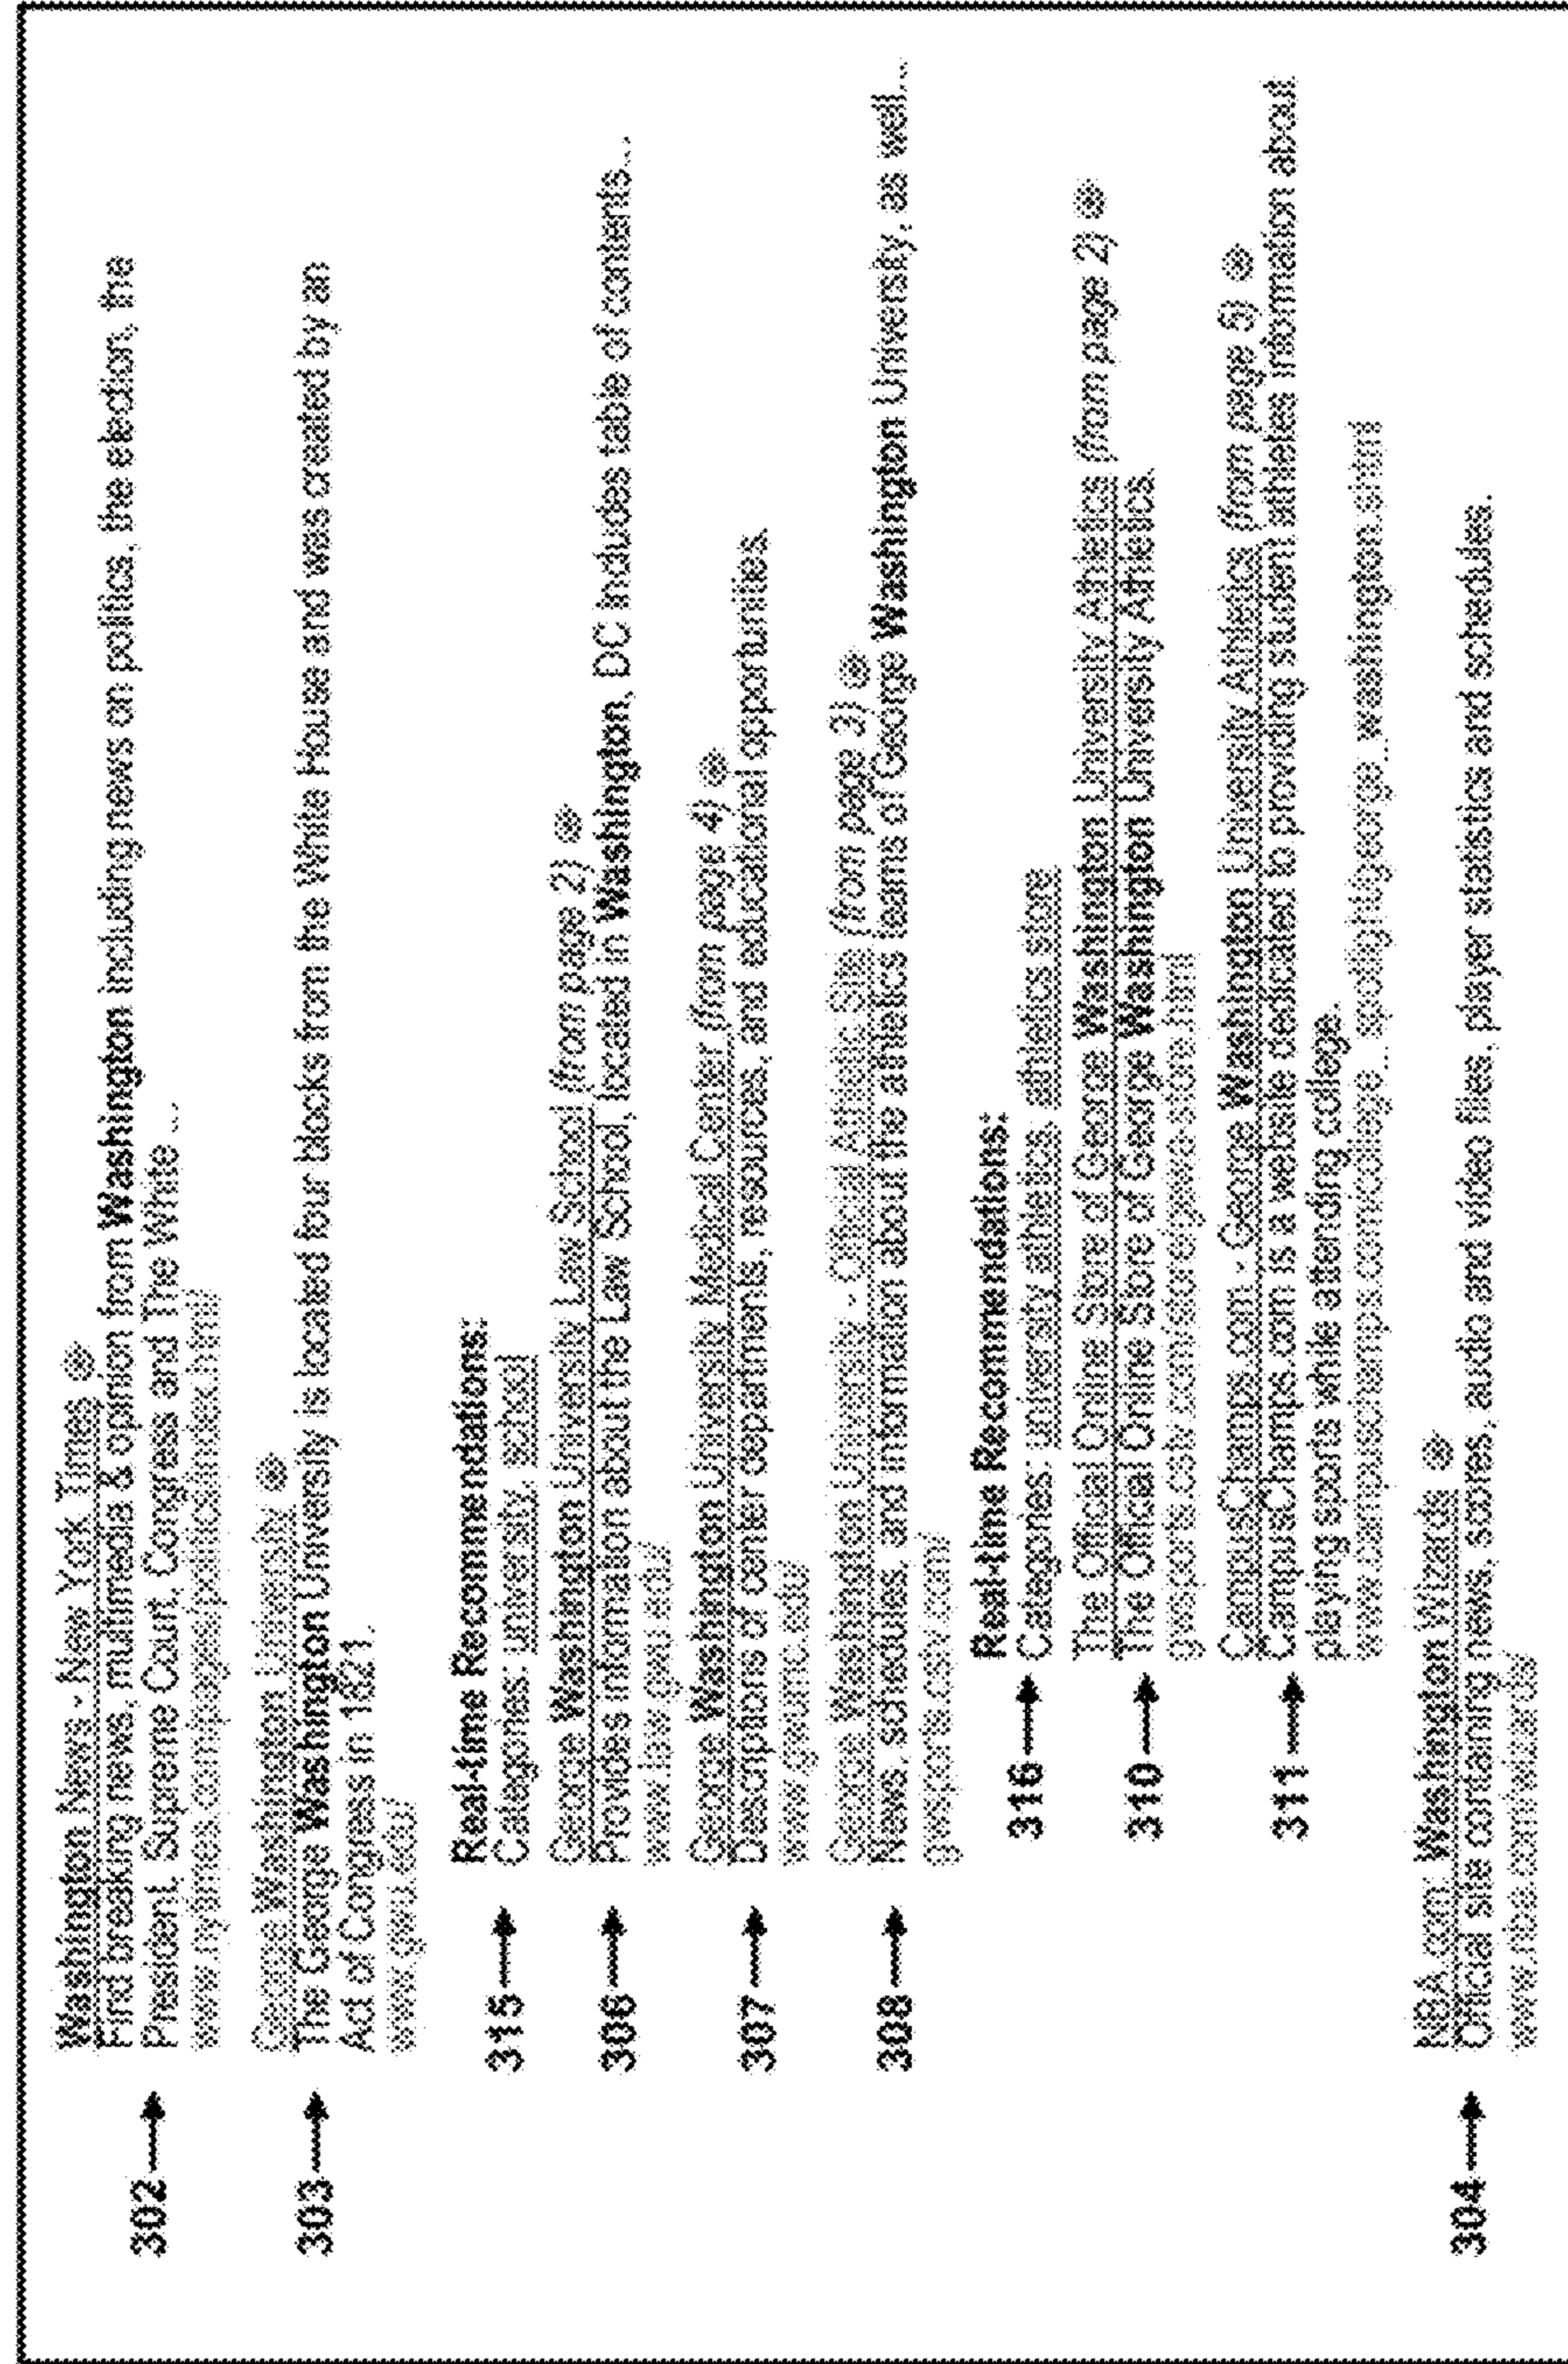 Washington News - New York Times
302 Find breaking news, multimedia & opinion from Washington including news on politics, the election, the
President, Supreme Court, Congress and The White ...
www.nytimes.com/pages/politics/index.html
George Washington University
303 The George Washington University is located four blocks from the White House and was created by an
Act of Congress in 1821.
www.gwu.edu/
Real-time Recommendations:
315 Categories: university, school
George Washington University Law School (from page 2)
306 Provides information about the Law School, located in Washington, DC Includes table of contents...
www.law.gwu.edu/
George Washington University Medical Center (from page 4)
307 Descriptions of center departments, resources, and educational opportunities.
www.gwumc.edu/
George Washington University - Official Athletic Site (from page 3)
308 News, schedules, and information about the athletics teams of George Washington University, as well...
gwsports.cstv.com/
Real-time Recommendations:
316 Categories: university athletics, athletics store
The Official Online Store of George Washington University Athletics (from page 2)
310 The Offical Online Store of George Washington University Athletics.
CampusChamps.com - George Washington University Athletics (from page 5)
311 CampusChamps.com is a website dedicated to providing student athletes information about
playing sports while attending college.
NBA.com: Washington Wizards
304 Official site containing news, scores, audio and video files, player statistics and schedules.
www.nba.com/wizards/